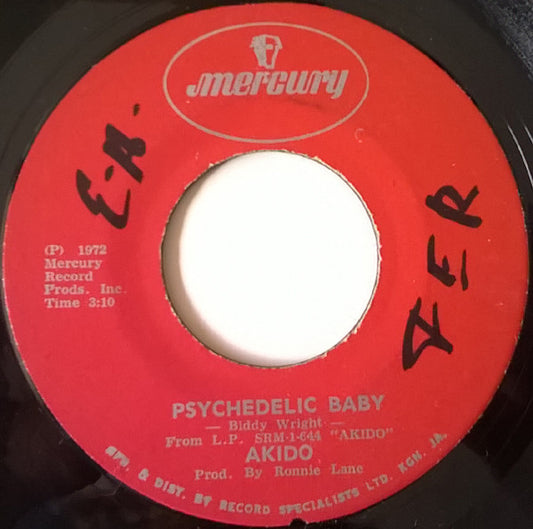 mercury
E-A.
FER
(P) 1972
Mercury
Record
Prods. Inc.
Time 3:10
PSYCHEDELIC BABY
— Biddy Wright —
From L.P. SRM-1-644 "AKIDO"
AKIDO
Prod. By Ronnie Lane
MFD. & DIST. BY RECORD SPECIALISTS LTD. KGN. JA.